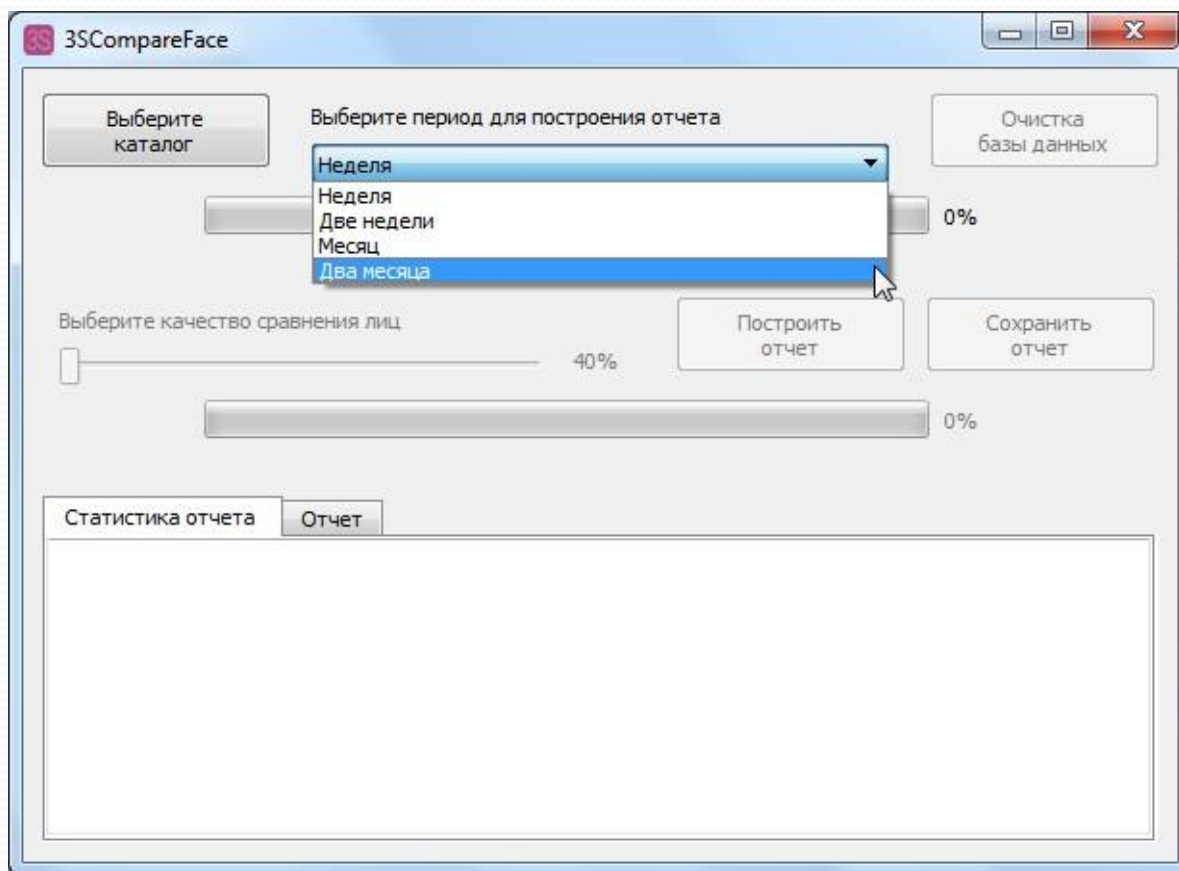 3S 3SCompareFace
Выберите
каталог
Выберите период для построения отчета
Очистка
базы данных
Неделя
Неделя
Две недели
Месяц
Два месяца
0%
Выберите качество сравнения лиц
40%
Построить
отчет
Сохранить
отчет
0%
Статистика отчета
Отчет